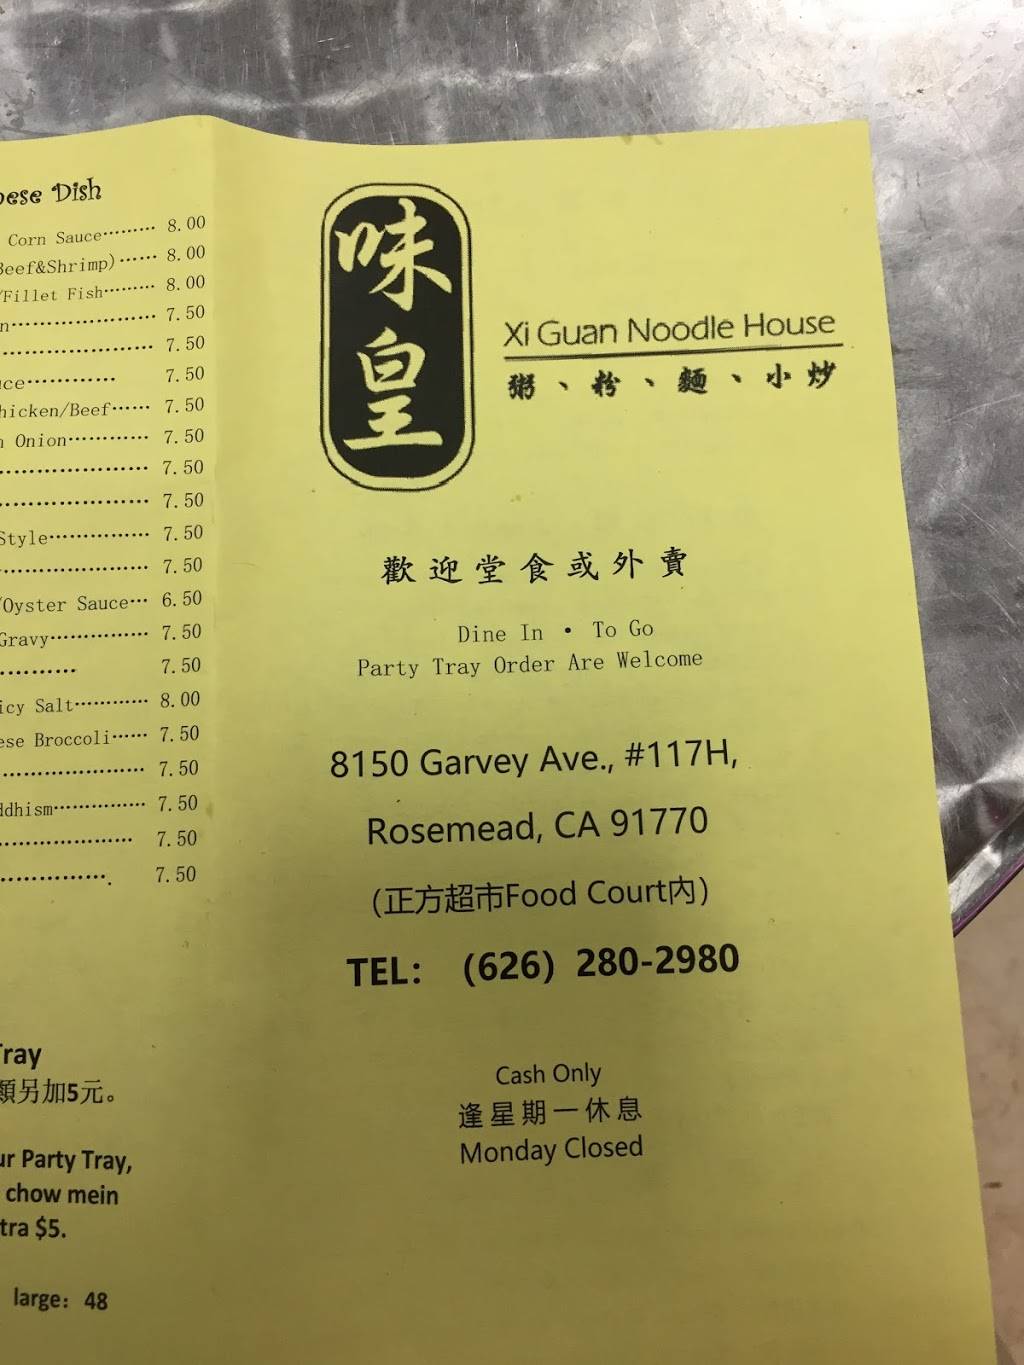 Dish
Corn Sauce········· 8.00
Beef&Shrimp)······ 8.00
/Fillet Fish········· 8.00
n····················· 7.50
······················ 7.50
uce············· 7.50
hicken/Beef······ 7.50
n Onion············ 7.50
······················ 7.50
······················ 7.50
Style··············· 7.50
······················ 7.50
/Oyster Sauce··· 6.50
Gravy··············· 7.50
··········· 7.50
icy Salt··········· 8.00
ese Broccoli······ 7.50
······················ 7.50
ddhism·············· 7.50
···················· 7.50
················. 7.50
Tray
類另加5元。
ur Party Tray,
chow mein
tra $5.
large: 48
味皇
Xi Guan Noodle House
粥、粉、麵、小炒
歡迎堂食或外賣
Dine In · To Go
Party Tray Order Are Welcome
8150 Garvey Ave., #117H,
Rosemead, CA 91770
(正方超市Food Court內)
TEL: (626) 280-2980
Cash Only
逢星期一休息
Monday Closed